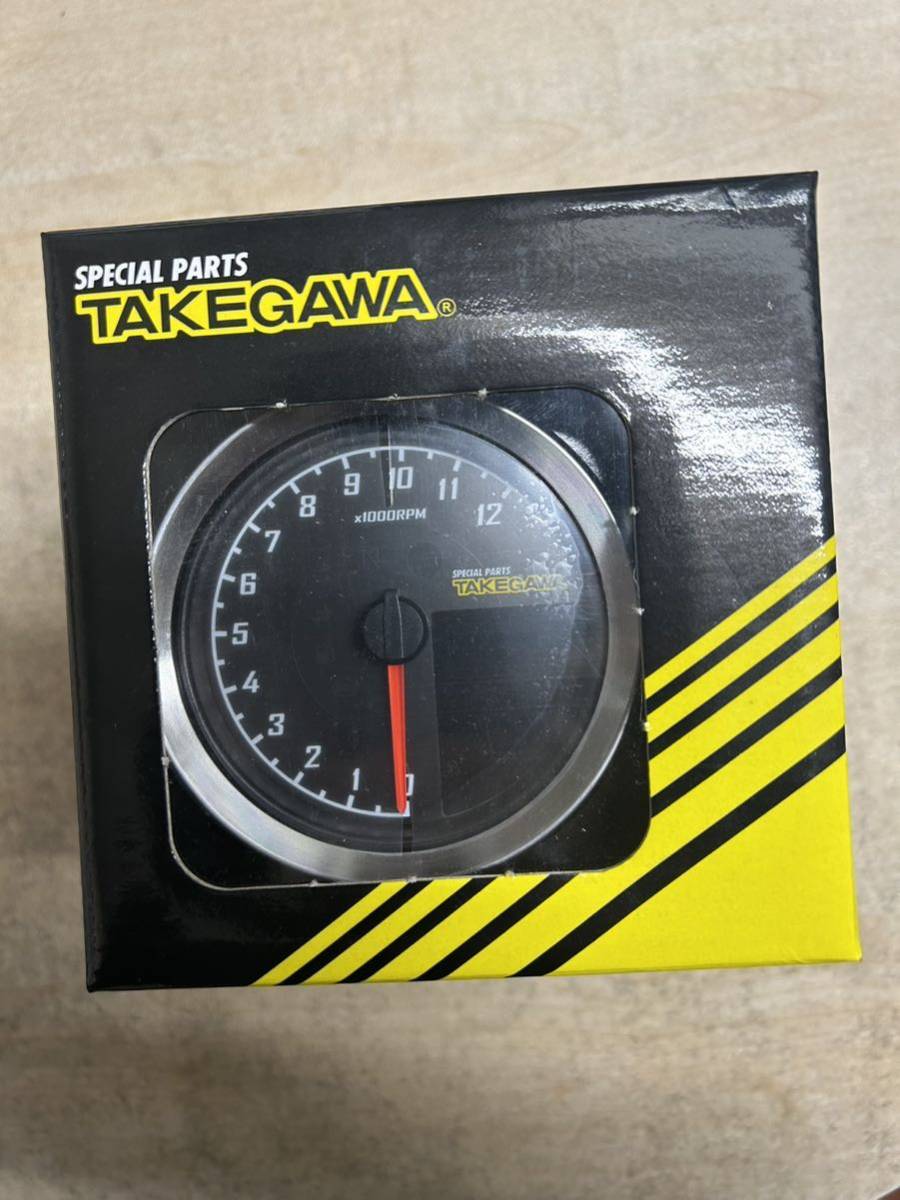 SPECIAL PARTS
TAKEGAWA®
9 10 11
8 12
x1000RPM
7
6
SPECIAL PARTS
TAKEGAWA
5
4
3
2
1 0